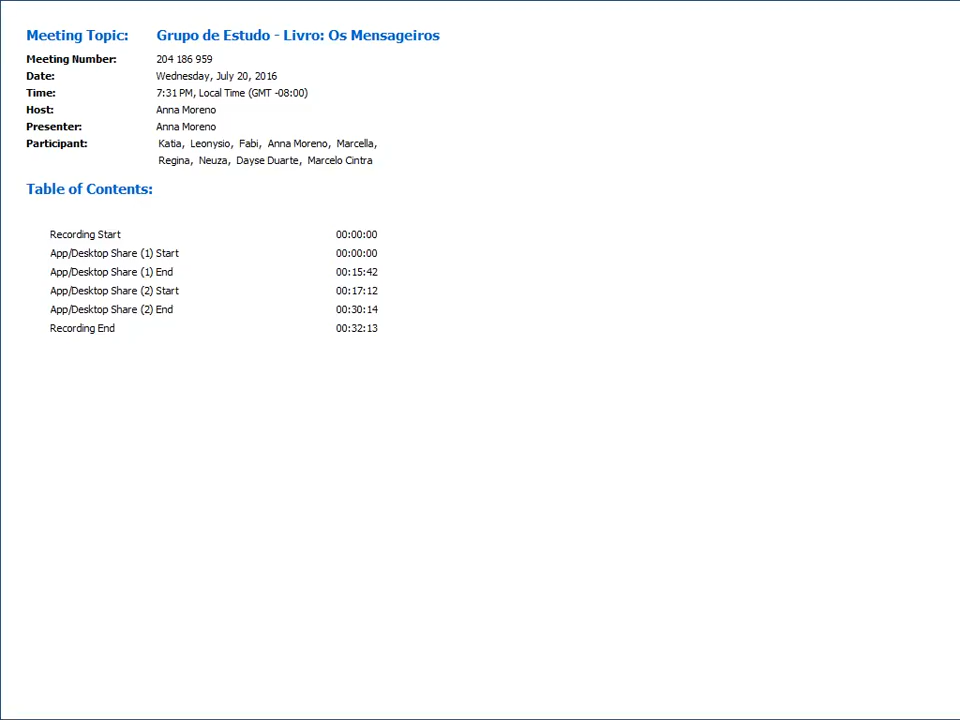 Meeting Topic: Grupo de Estudo - Livro: Os Mensageiros
Meeting Number: 204 186 959
Date: Wednesday, July 20, 2016
Time: 7:31 PM, Local Time (GMT -08:00)
Host: Anna Moreno
Presenter: Anna Moreno
Participant: Katia, Leonysio, Fabi, Anna Moreno, Marcella,
Regina, Neuza, Dayse Duarte, Marcelo Cintra
Table of Contents:
Recording Start 00:00:00
App/Desktop Share (1) Start 00:00:00
App/Desktop Share (1) End 00:15:42
App/Desktop Share (2) Start 00:17:12
App/Desktop Share (2) End 00:30:14
Recording End 00:32:13